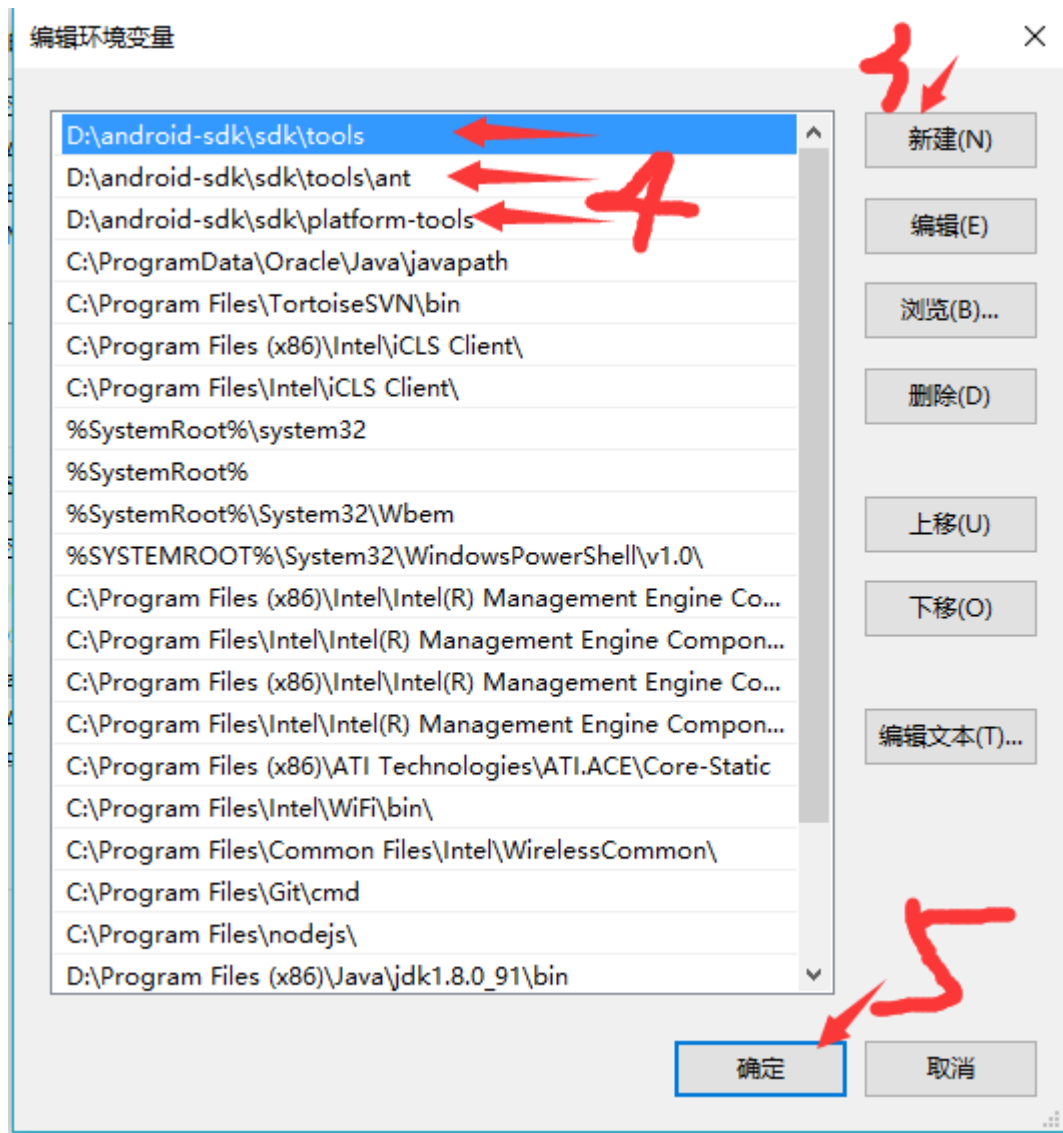 编辑环境变量
3
D:\android-sdk\sdk\tools
新建(N)
D:\android-sdk\sdk\tools\ant
4
D:\android-sdk\sdk\platform-tools
编辑(E)
C:\ProgramData\Oracle\Java\javapath
C:\Program Files\TortoiseSVN\bin
浏览(B)...
C:\Program Files (x86)\Intel\iCLS Client\
C:\Program Files\Intel\iCLS Client\
删除(D)
%SystemRoot%\system32
%SystemRoot%
%SystemRoot%\System32\Wbem
上移(U)
%SYSTEMROOT%\System32\WindowsPowerShell\v1.0\
C:\Program Files (x86)\Intel\Intel(R) Management Engine Co...
下移(O)
C:\Program Files\Intel\Intel(R) Management Engine Compon...
C:\Program Files (x86)\Intel\Intel(R) Management Engine Co...
C:\Program Files\Intel\Intel(R) Management Engine Compon...
编辑文本(T)...
C:\Program Files (x86)\ATI Technologies\ATI.ACE\Core-Static
C:\Program Files\Intel\WiFi\bin\
C:\Program Files\Common Files\Intel\WirelessCommon\
C:\Program Files\Git\cmd
C:\Program Files\nodejs\
D:\Program Files (x86)\Java\jdk1.8.0_91\bin
5
确定
取消